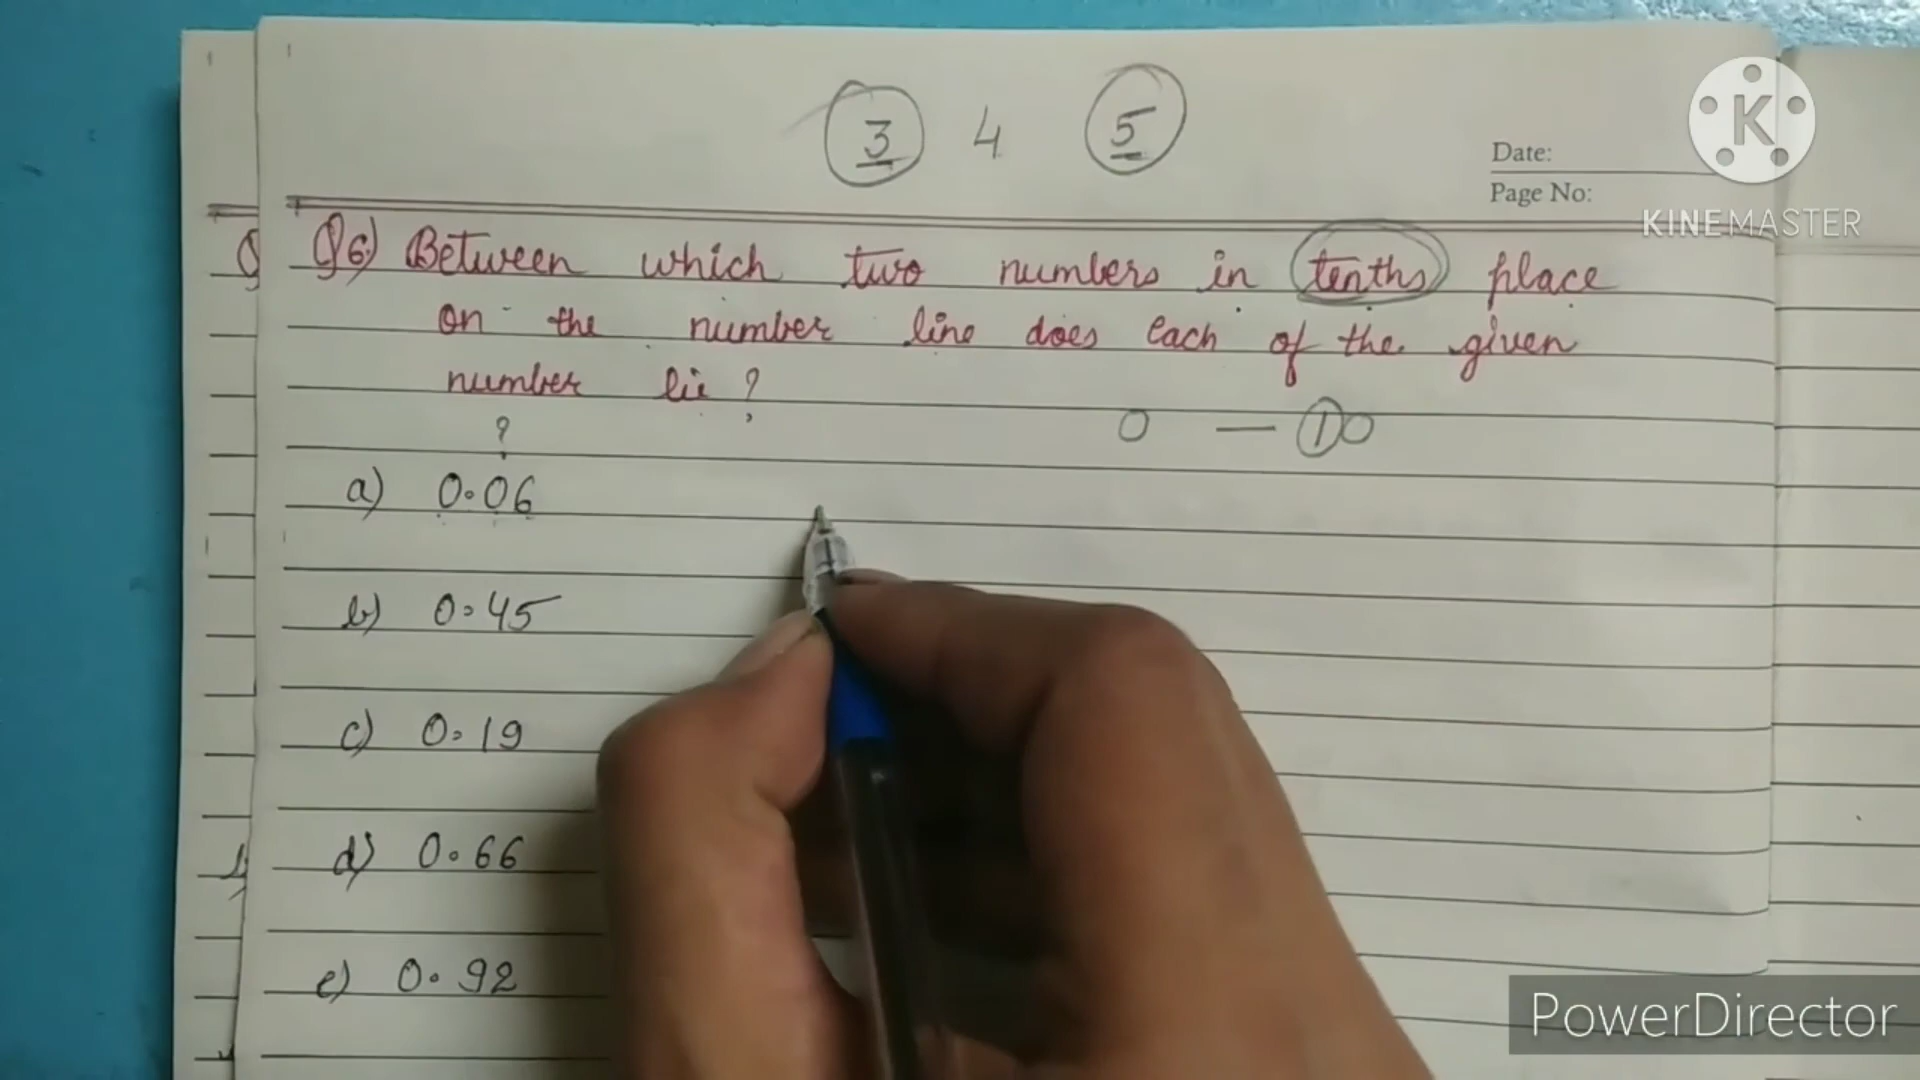 3 4 5
Date:
Page No:
K
KINEMASTER
Q6) Between which two numbers in tenths place
on the number line does each of the given
number lie ?
0 — 10
?
a) 0.06
b) 0.45
c) 0.19
d) 0.66
e) 0.92
PowerDirector